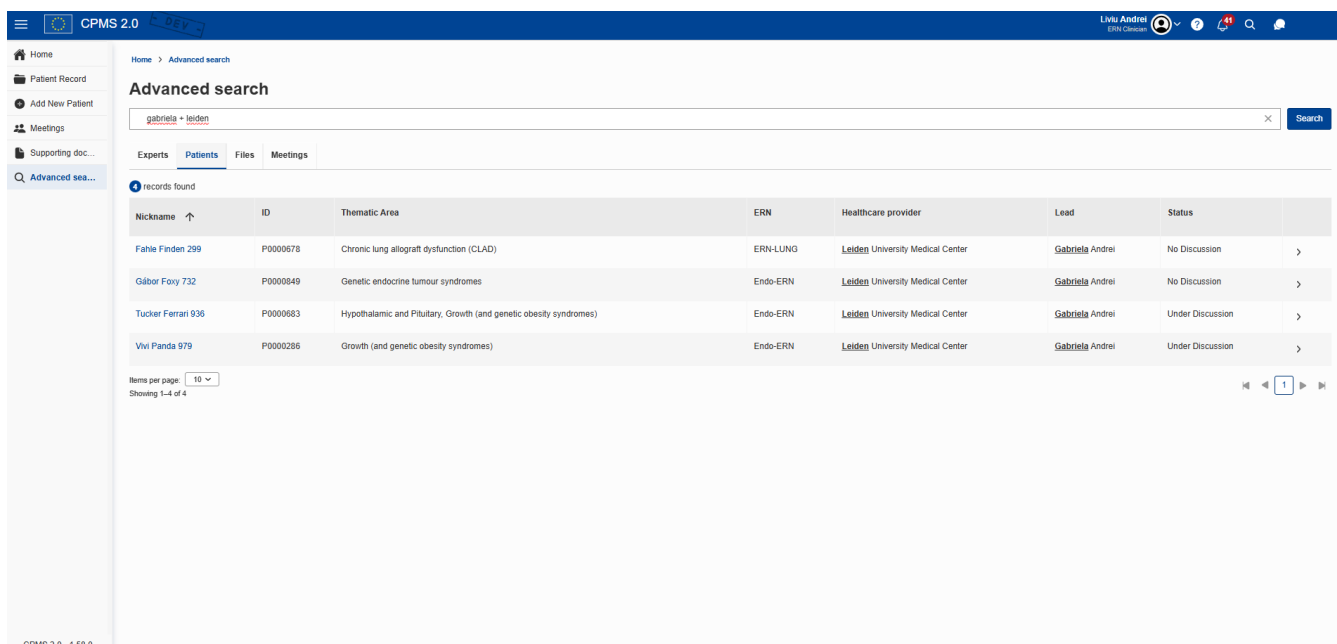 CPMS 2.0
- DEV -
Liviu Andrei
ERN Clinician
41
Home
Patient Record
Add New Patient
Meetings
Supporting doc...
Advanced sea...
Home > Advanced search
Advanced search
gabriela + leiden
Search
Experts Patients Files Meetings
4 records found
Nickname ID Thematic Area ERN Healthcare provider Lead Status
Fahle Finden 299 P0000678 Chronic lung allograft dysfunction (CLAD) ERN-LUNG Leiden University Medical Center Gabriela Andrei No Discussion
Gábor Foxy 732 P0000849 Genetic endocrine tumour syndromes Endo-ERN Leiden University Medical Center Gabriela Andrei No Discussion
Tucker Ferrari 936 P0000683 Hypothalamic and Pituitary, Growth (and genetic obesity syndromes) Endo-ERN Leiden University Medical Center Gabriela Andrei Under Discussion
Vivi Panda 979 P0000286 Growth (and genetic obesity syndromes) Endo-ERN Leiden University Medical Center Gabriela Andrei Under Discussion
Items per page: 10
Showing 1–4 of 4
1